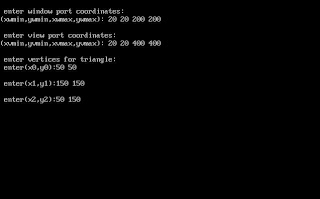 enter window port coordinates:
(xwmin,ywmin,xwmax,ywmax): 20 20 200 200
enter view port coordinates:
(xvmin,yvmin,xvmax,yvmax): 20 20 400 400
enter vertices for triangle:
enter(x0,y0):50 50
enter(x1,y1):150 150
enter(x2,y2):50 150